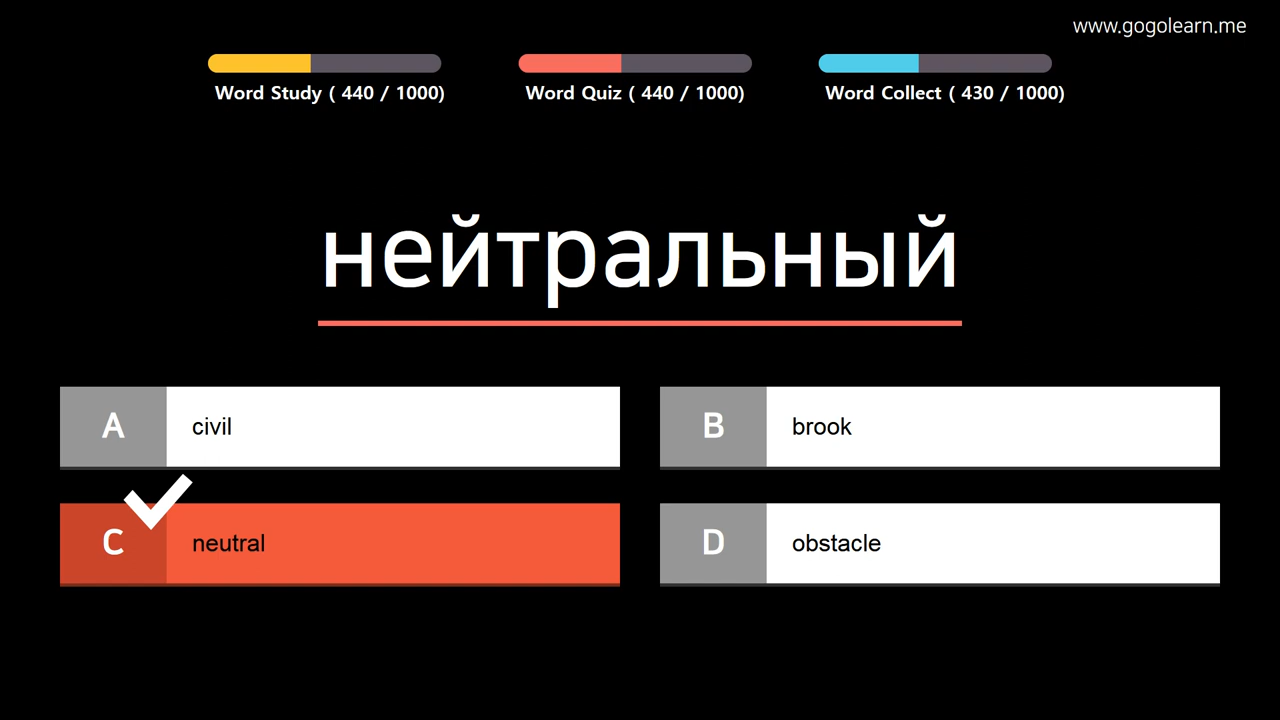 www.gogolearn.me
Word Study ( 440 / 1000)
Word Quiz ( 440 / 1000)
Word Collect ( 430 / 1000)
нейтральный
A civil
B brook
C neutral
D obstacle